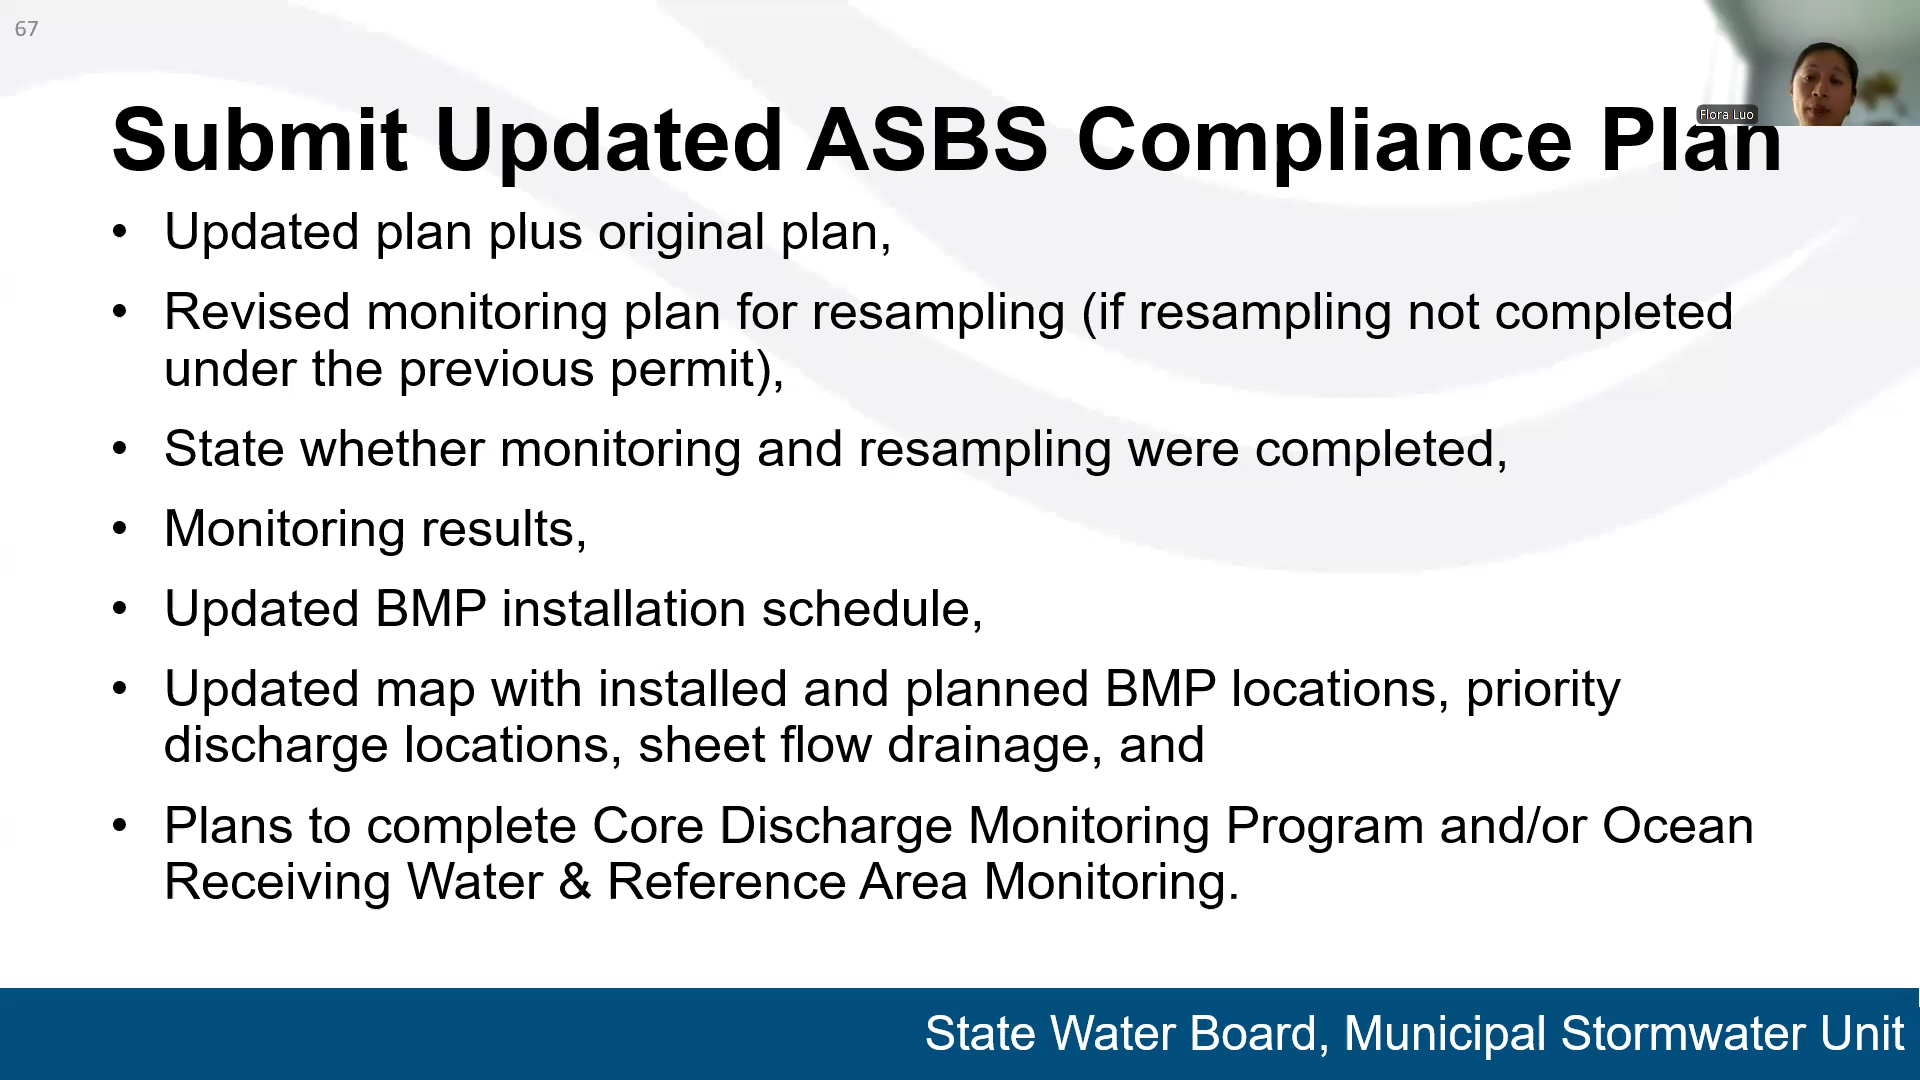 67
Flora Luo
Submit Updated ASBS Compliance Plan
• Updated plan plus original plan,
• Revised monitoring plan for resampling (if resampling not completed
under the previous permit),
• State whether monitoring and resampling were completed,
• Monitoring results,
• Updated BMP installation schedule,
• Updated map with installed and planned BMP locations, priority
discharge locations, sheet flow drainage, and
• Plans to complete Core Discharge Monitoring Program and/or Ocean
Receiving Water & Reference Area Monitoring.
State Water Board, Municipal Stormwater Unit